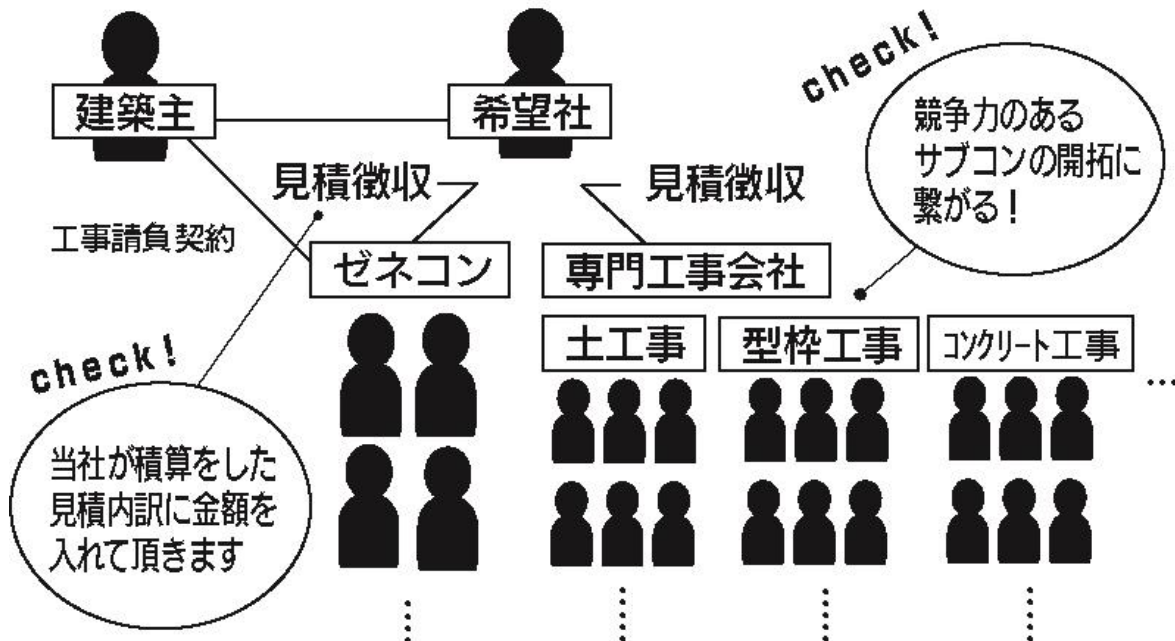 建築主
希望社
check!
競争力のある
サブコンの開拓に
繋がる!
見積徴収
見積徴収
工事請負契約
ゼネコン
専門工事会社
土工事
型枠工事
コンクリート工事
…
check!
当社が積算をした
見積内訳に金額を
入れて頂きます